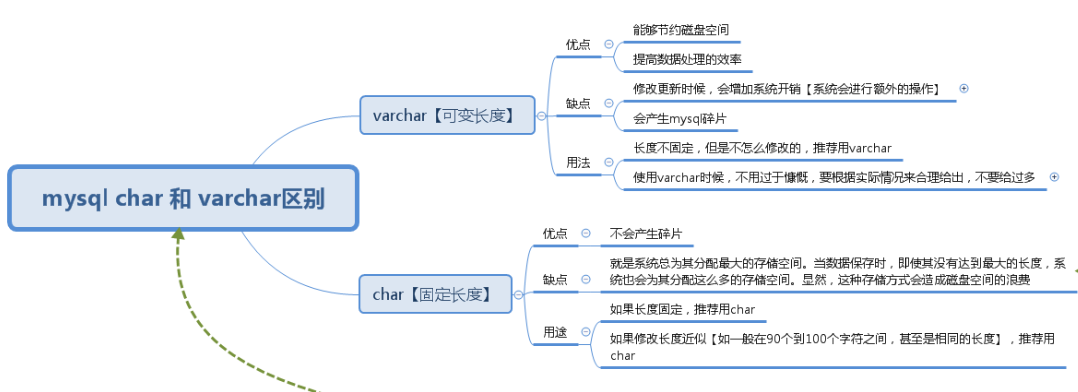 mysql char 和 varchar区别
varchar【可变长度】
优点
能够节约磁盘空间
提高数据处理的效率
缺点
修改更新时候，会增加系统开销【系统会进行额外的操作】
会产生mysql碎片
用法
长度不固定，但是不怎么修改的，推荐用varchar
使用varchar时候，不用过于慷慨，要根据实际情况来合理给出，不要给过多
char【固定长度】
优点
不会产生碎片
缺点
就是系统总为其分配最大的存储空间。当数据保存时，即使其没有达到最大的长度，系
统也会为其分配这么多的存储空间。显然，这种存储方式会造成磁盘空间的浪费
用途
如果长度固定，推荐用char
如果修改长度近似【如一般在90个到100个字符之间，甚至是相同的长度】，推荐用
char